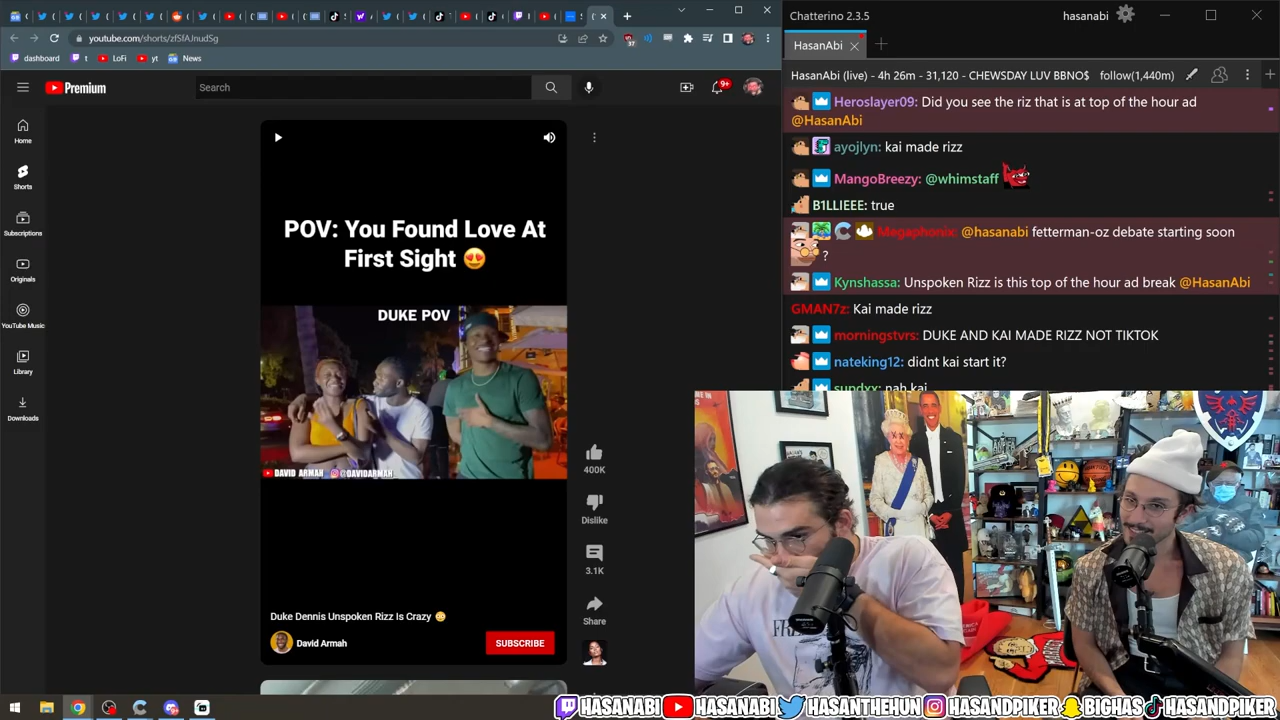 youtube.com/shorts/zfSfAJnudSg
dashboard
t
LoFi
yt
News
Premium
Search
9+
Home
Shorts
Subscriptions
Originals
YouTube Music
Library
Downloads
POV: You Found Love At
First Sight 😍
DUKE POV
DAVID ARMAH @DAVIDARMAH
400K
Dislike
3.1K
Share
Duke Dennis Unspoken Rizz Is Crazy 😳
David Armah
SUBSCRIBE
Chatterino 2.3.5
hasanabi
HasanAbi
HasanAbi (live) - 4h 26m - 31,120 - CHEWSDAY LUV BBNO$
follow(1,440m)
Heroslayer09: Did you see the riz that is at top of the hour ad
@HasanAbi
ayojlyn: kai made rizz
MangoBreezy: @whimstaff
B1LLIEEE: true
Megaphonix: @hasanabi fetterman-oz debate starting soon
?
Kynshassa: Unspoken Rizz is this top of the hour ad break @HasanAbi
GMAN7z: Kai made rizz
morningstvrs: DUKE AND KAI MADE RIZZ NOT TIKTOK
nateking12: didnt kai start it?
nah kai
HASANABI HASANABI HASANTHEHUN HASANDPIKER BIGHAS HASANDPIKER